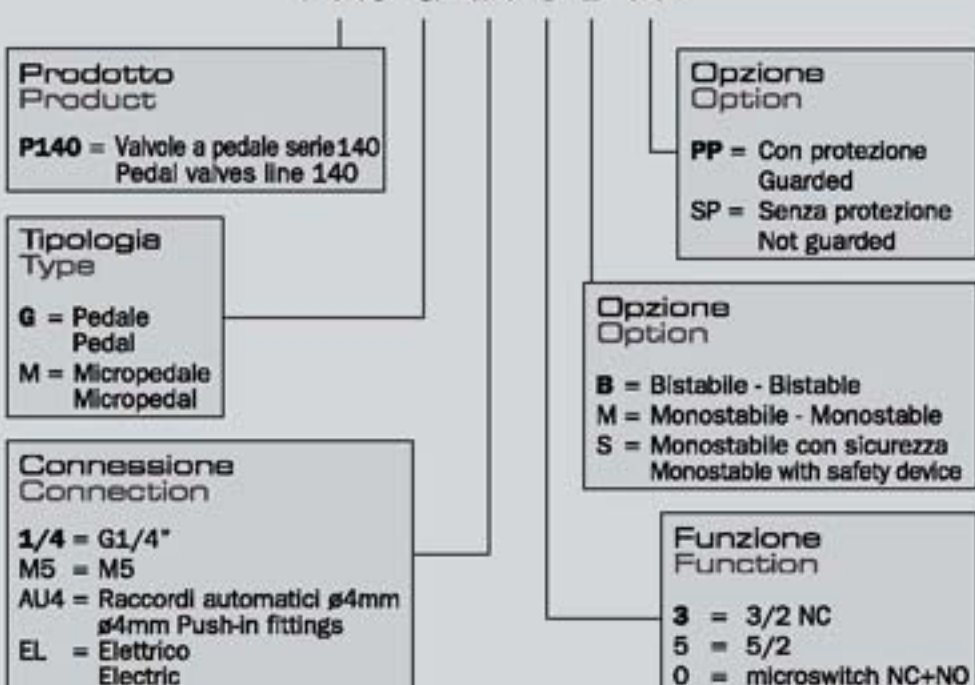 Prodotto
Product
P140 = Valvole a pedale serie 140
Pedal valves line 140
Tipologia
Type
G = Pedale
Pedal
M = Micropedale
Micropedal
Connessione
Connection
1/4 = G1/4"
M5 = M5
AU4 = Raccordi automatici ø4mm
ø4mm Push-in fittings
EL = Elettrico
Electric
Opzione
Option
PP = Con protezione
Guarded
SP = Senza protezione
Not guarded
Opzione
Option
B = Bistabile - Bistable
M = Monostabile - Monostable
S = Monostabile con sicurezza
Monostable with safety device
Funzione
Function
3 = 3/2 NC
5 = 5/2
0 = microswitch NC+NO